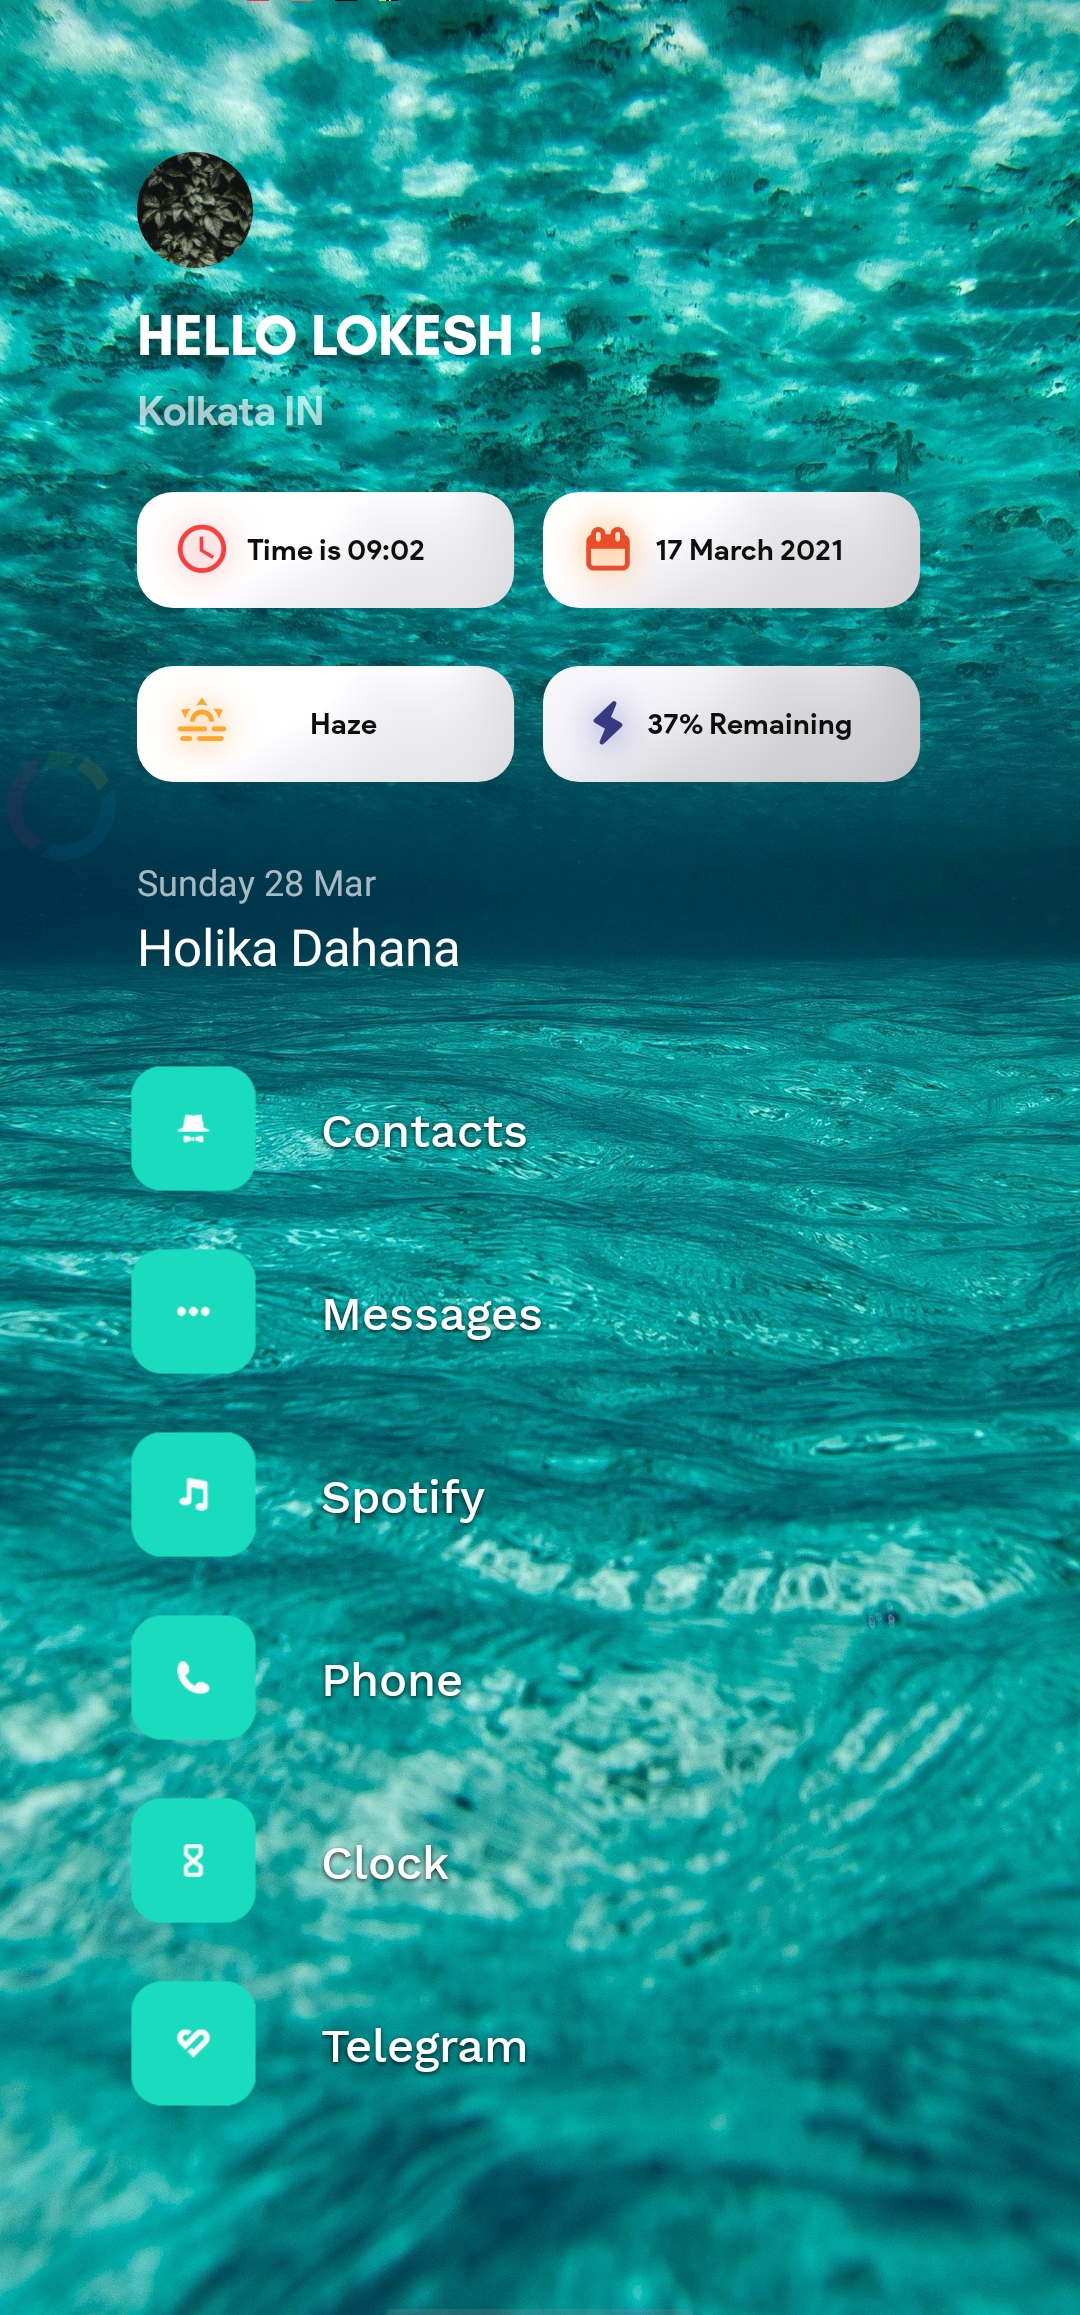 HELLO LOKESH !
Kolkata IN
Time is 09:02
17 March 2021
Haze
37% Remaining
Sunday 28 Mar
Holika Dahana
Contacts
Messages
Spotify
Phone
Clock
Telegram